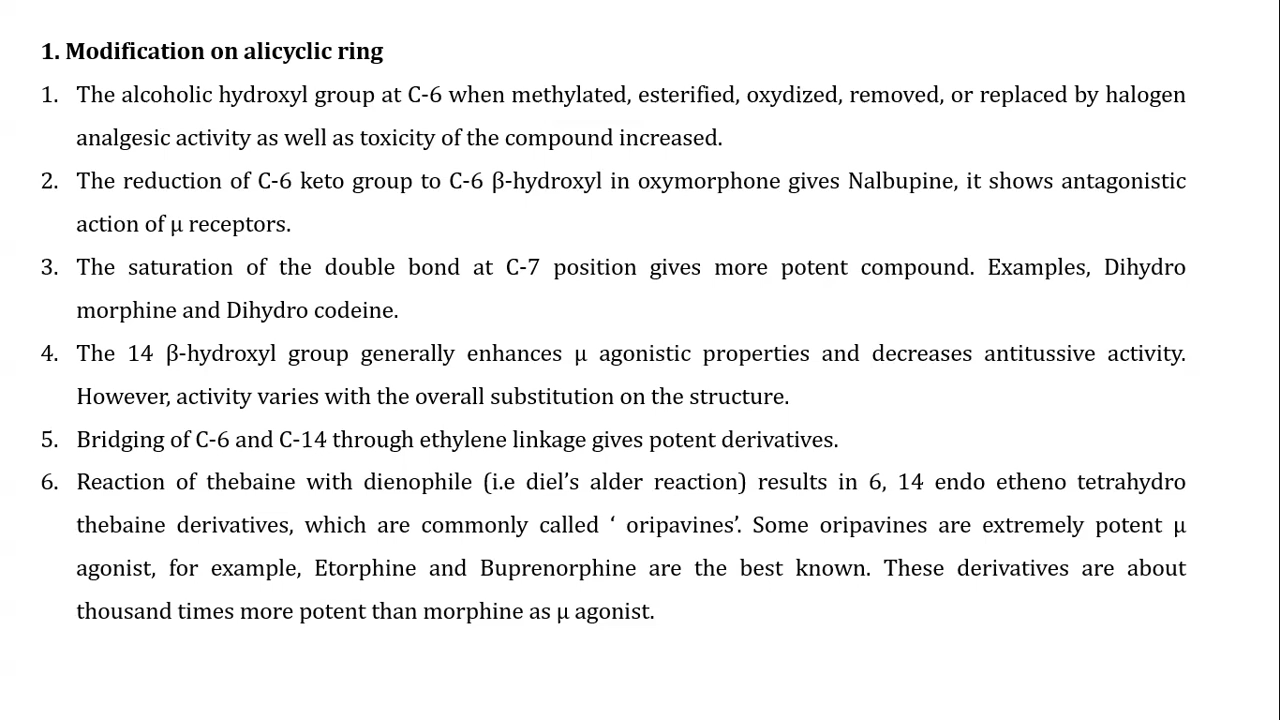 1. Modification on alicyclic ring
1. The alcoholic hydroxyl group at C-6 when methylated, esterified, oxydized, removed, or replaced by halogen
analgesic activity as well as toxicity of the compound increased.
2. The reduction of C-6 keto group to C-6 β-hydroxyl in oxymorphone gives Nalbupine, it shows antagonistic
action of μ receptors.
3. The saturation of the double bond at C-7 position gives more potent compound. Examples, Dihydro
morphine and Dihydro codeine.
4. The 14 β-hydroxyl group generally enhances μ agonistic properties and decreases antitussive activity.
However, activity varies with the overall substitution on the structure.
5. Bridging of C-6 and C-14 through ethylene linkage gives potent derivatives.
6. Reaction of thebaine with dienophile (i.e diel’s alder reaction) results in 6, 14 endo etheno tetrahydro
thebaine derivatives, which are commonly called ‘ oripavines’. Some oripavines are extremely potent μ
agonist, for example, Etorphine and Buprenorphine are the best known. These derivatives are about
thousand times more potent than morphine as μ agonist.